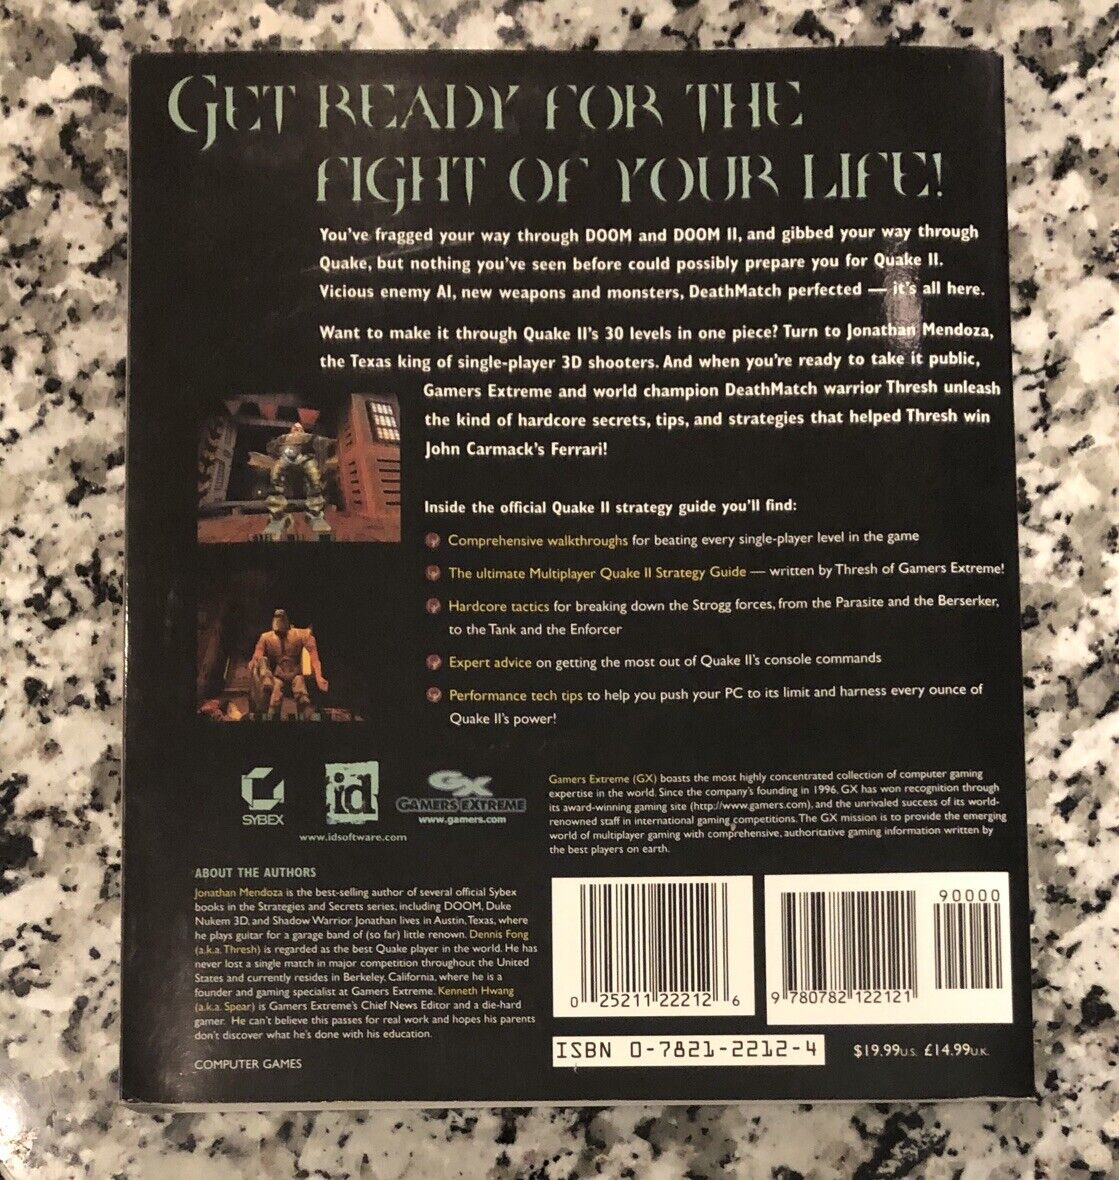 GET READY FOR THE
FIGHT OF YOUR LIFE!
You've fragged your way through DOOM and DOOM II, and gibbed your way through
Quake, but nothing you've seen before could possibly prepare you for Quake II.
Vicious enemy AI, new weapons and monsters, DeathMatch perfected — it's all here.
Want to make it through Quake II's 30 levels in one piece? Turn to Jonathan Mendoza,
the Texas king of single-player 3D shooters. And when you're ready to take it public,
Gamers Extreme and world champion DeathMatch warrior Thresh unleash
the kind of hardcore secrets, tips, and strategies that helped Thresh win
John Carmack's Ferrari!
Inside the official Quake II strategy guide you'll find:
Comprehensive walkthroughs for beating every single-player level in the game
The ultimate Multiplayer Quake II Strategy Guide — written by Thresh of Gamers Extreme!
Hardcore tactics for breaking down the Strogg forces, from the Parasite and the Berserker,
to the Tank and the Enforcer
Expert advice on getting the most out of Quake II's console commands
Performance tech tips to help you push your PC to its limit and harness every ounce of
Quake II's power!
SYBEX
id
www.idsoftware.com
GX
GAMERS EXTREME
www.gamers.com
Gamers Extreme (GX) boasts the most highly concentrated collection of computer gaming
expertise in the world. Since the company's founding in 1996, GX has won recognition through
its award-winning gaming site (http://www.gamers.com), and the unrivaled success of its world-
renowned staff in international gaming competitions. The GX mission is to provide the emerging
world of multiplayer gaming with comprehensive, authoritative gaming information written by
the best players on earth.
ABOUT THE AUTHORS
Jonathan Mendoza is the best-selling author of several official Sybex
books in the Strategies and Secrets series, including DOOM, Duke
Nukem 3D, and Shadow Warrior. Jonathan lives in Austin, Texas, where
he plays guitar for a garage band of (so far) little renown. Dennis Fong
(a.k.a. Thresh) is regarded as the best Quake player in the world. He has
never lost a single match in major competition throughout the United
States and currently resides in Berkeley, California, where he is a
founder and gaming specialist at Gamers Extreme. Kenneth Hwang
(a.k.a. Spear) is Gamers Extreme's Chief News Editor and a die-hard
gamer. He can't believe this passes for real work and hopes his parents
don't discover what he's done with his education.
COMPUTER GAMES
0 25211 22212 6
9 780782 122121
90000
ISBN 0-7821-2212-4
$19.99U.S. £14.99U.K.